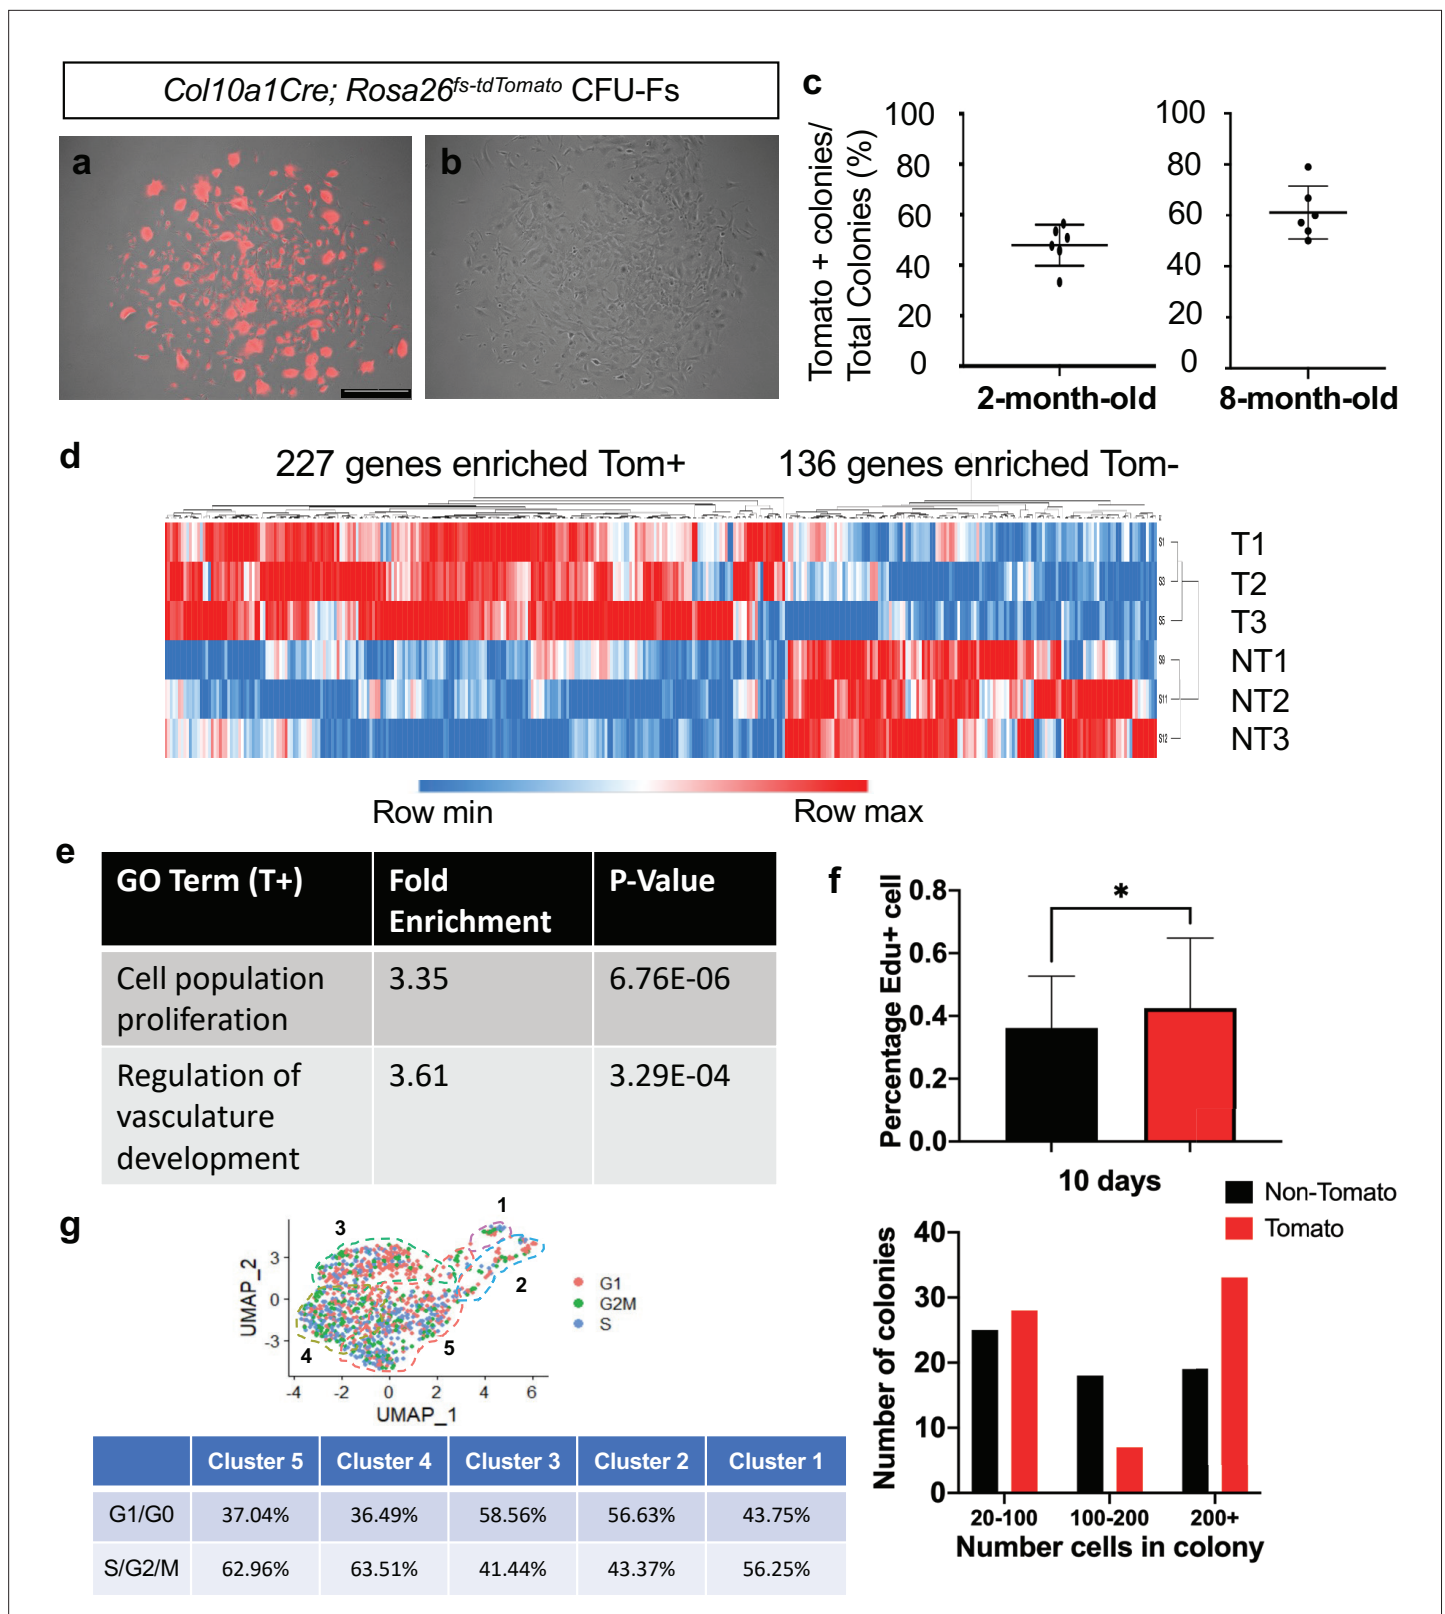 Col10a1Cre; Rosa26fs-tdTomato CFU-Fs
a
b
c
Tomato + colonies/
Total Colonies (%)
100
80
60
40
20
0
2-month-old
100
80
60
40
20
0
8-month-old
d
227 genes enriched Tom+
136 genes enriched Tom-
S1
S3
S5
S9
S11
S12
T1
T2
T3
NT1
NT2
NT3
Row min
Row max
e
GO Term (T+)
Fold
Enrichment
P-Value
Cell population
proliferation
3.35
6.76E-06
Regulation of
vasculature
development
3.61
3.29E-04
f
Percentage Edu+ cell
0.8
0.6
0.4
0.2
0.0
*
10 days
Non-Tomato
Tomato
Number of colonies
40
30
20
10
0
20-100
100-200
200+
Number cells in colony
g
UMAP_2
3
0
-3
1
2
3
4
5
-4
-2
0
2
4
6
UMAP_1
G1
G2M
S
Cluster 5
Cluster 4
Cluster 3
Cluster 2
Cluster 1
G1/G0
37.04%
36.49%
58.56%
56.63%
43.75%
S/G2/M
62.96%
63.51%
41.44%
43.37%
56.25%